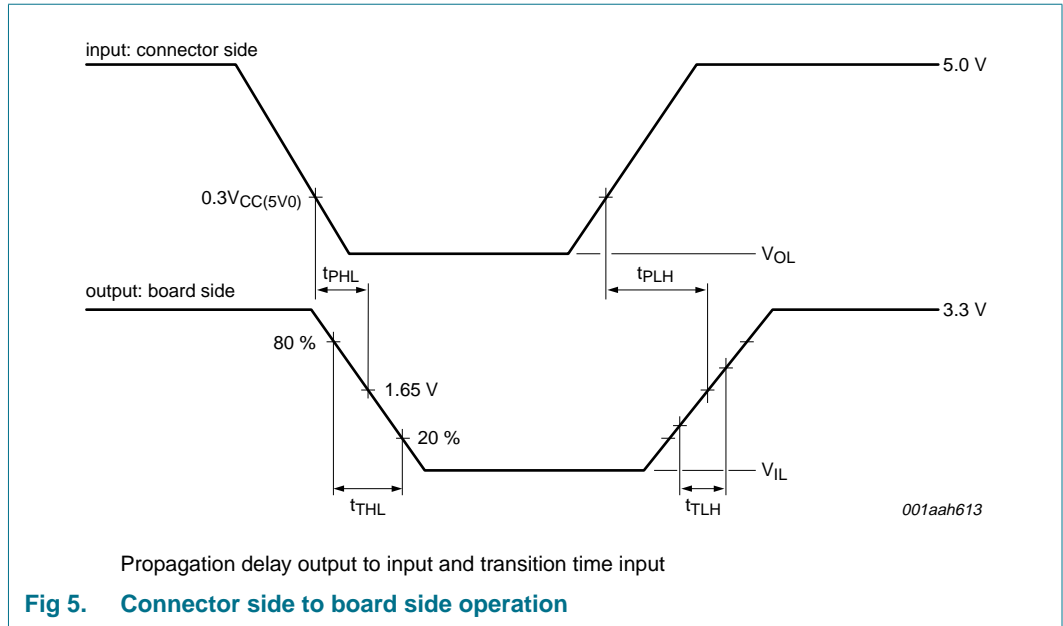 input: connector side
5.0 V
0.3VCC(5V0)
VOL
tPHL
tPLH
output: board side
3.3 V
80 %
1.65 V
20 %
VIL
tTHL
tTLH
001aah613
Propagation delay output to input and transition time input
Fig 5. Connector side to board side operation